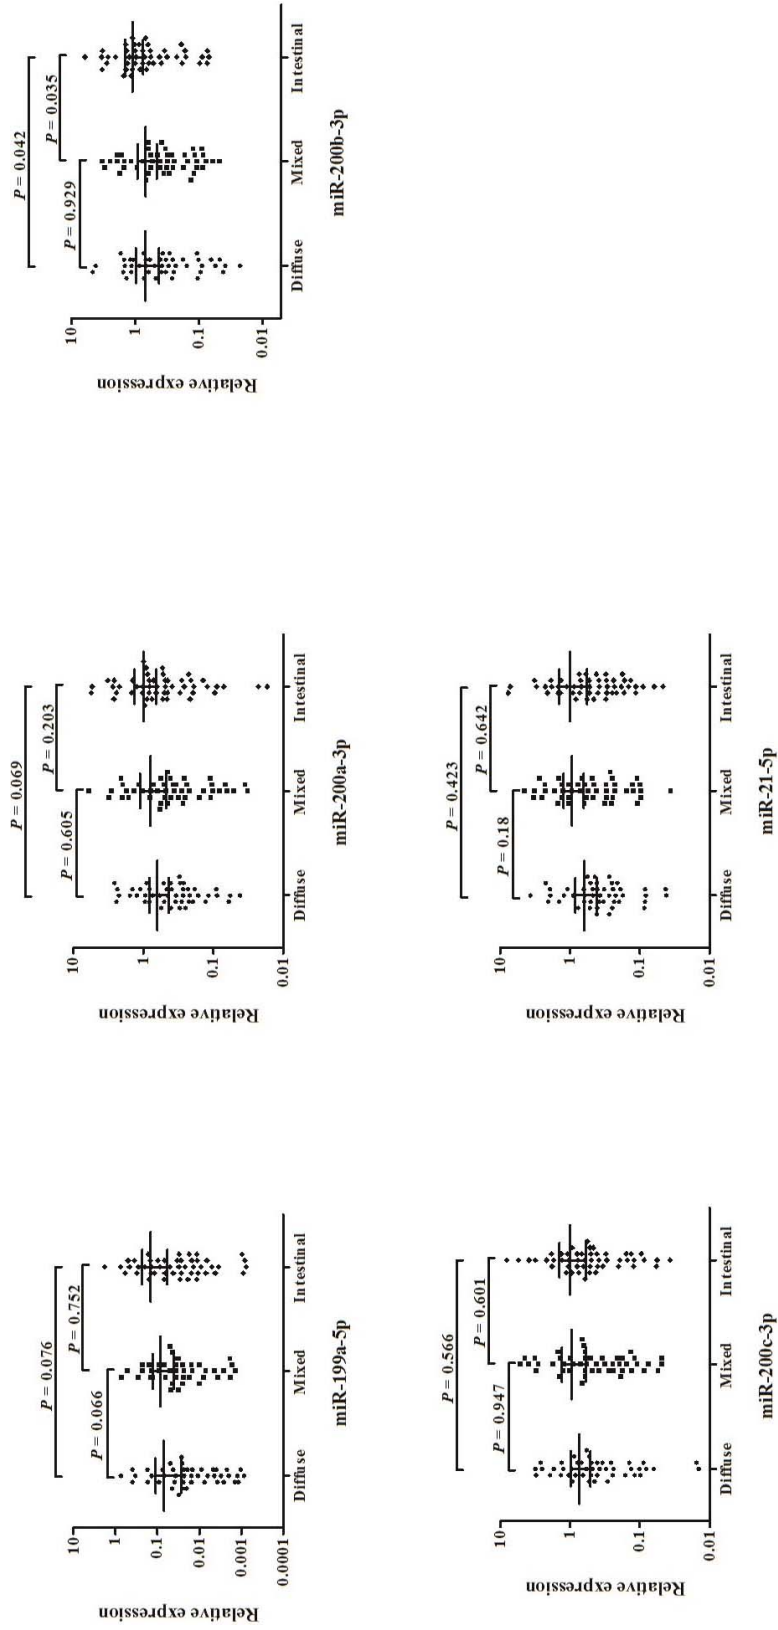 P = 0.076
P = 0.752
P = 0.066
10
1
0.1
0.01
0.001
0.0001
Relative expression
Diffuse
Mixed
Intestinal
miR-199a-5p
P = 0.069
P = 0.203
P = 0.605
10
1
0.1
0.01
Relative expression
Diffuse
Mixed
Intestinal
miR-200a-3p
P = 0.042
P = 0.035
P = 0.929
10
1
0.1
0.01
Relative expression
Diffuse
Mixed
Intestinal
miR-200b-3p
P = 0.566
P = 0.601
P = 0.947
10
1
0.1
0.01
Relative expression
Diffuse
Mixed
Intestinal
miR-200c-3p
P = 0.423
P = 0.642
P = 0.18
10
1
0.1
0.01
Relative expression
Diffuse
Mixed
Intestinal
miR-21-5p